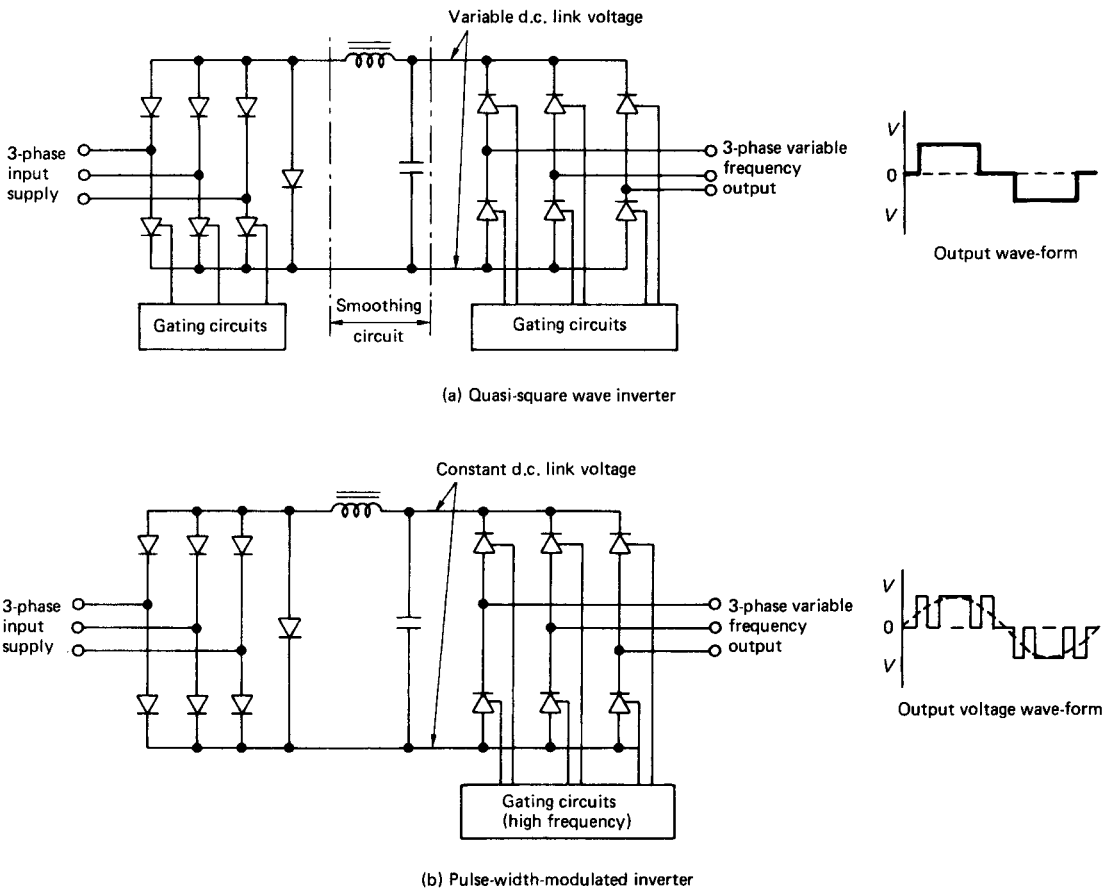 Variable d.c. link voltage
3-phase
input
supply
3-phase variable
frequency
output
V
0
V
Output wave-form
Smoothing
circuit
Gating circuits
Gating circuits
(a) Quasi-square wave inverter
Constant d.c. link voltage
3-phase
input
supply
3-phase variable
frequency
output
V
0
V
Output voltage wave-form
Gating circuits
(high frequency)
(b) Pulse-width-modulated inverter